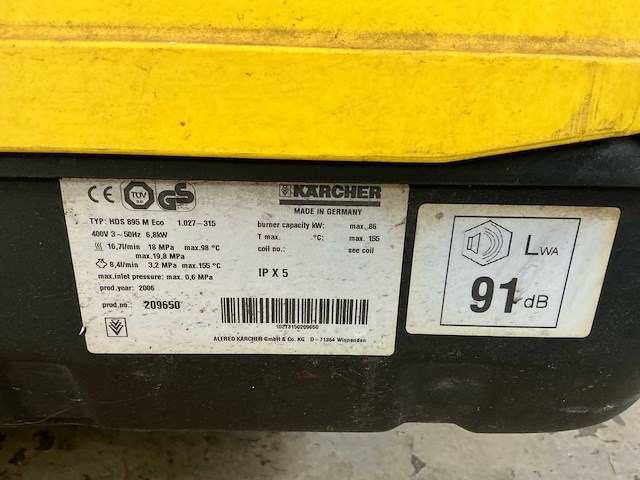 CE TÜV GS
KÄRCHER
MADE IN GERMANY
TYP: HDS 895 M Eco 1.027-315
400V 3~50Hz 6,8kW
16,7l/min 18 MPa max.98 °C
max.19,8 MPa
8,4l/min 3,2 MPa max.155 °C
max.inlet pressure: max. 0,6 MPa
prod.year: 2006
prod.no.: 209650
burner capacity kW: max. 86
T max. °C: max. 155
coil no.: see coil
IP X 5
10273150209650
ALFRED KÄRCHER GmbH & Co. KG D-71364 Winnenden
LWA
91 dB